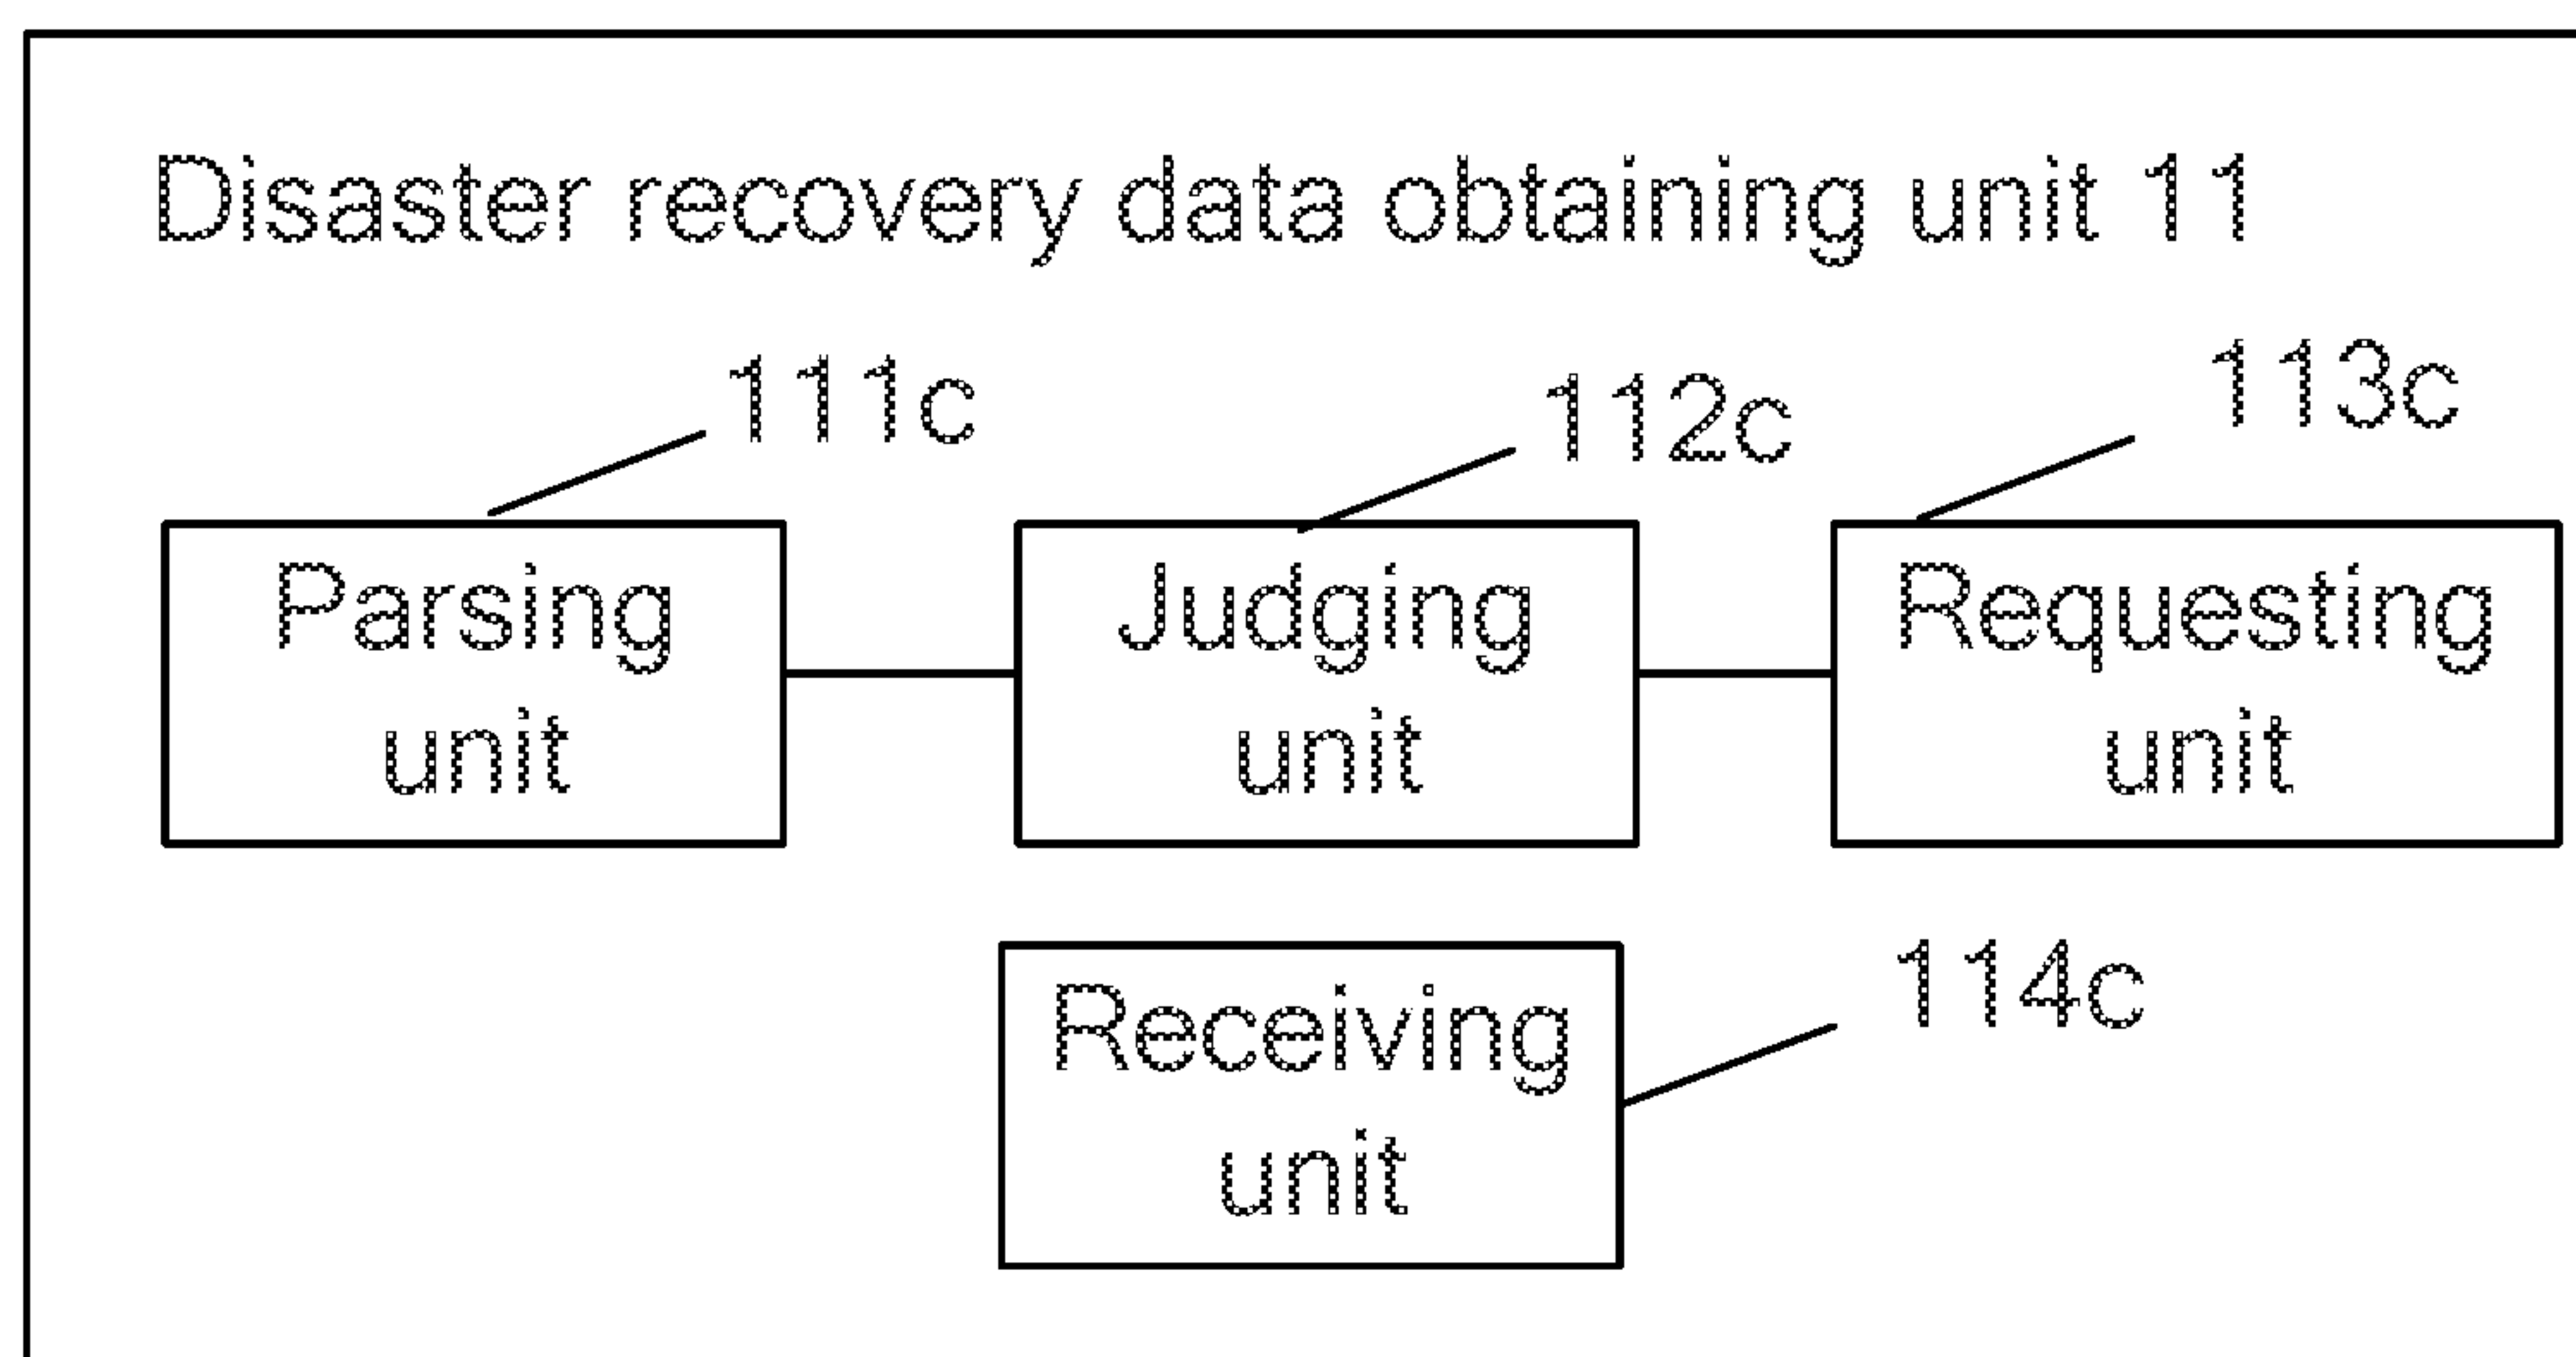 Disaster recovery data obtaining unit 11
111c
112c
113c
Parsing
unit
Judging
unit
Requesting
unit
Receiving
unit
114c